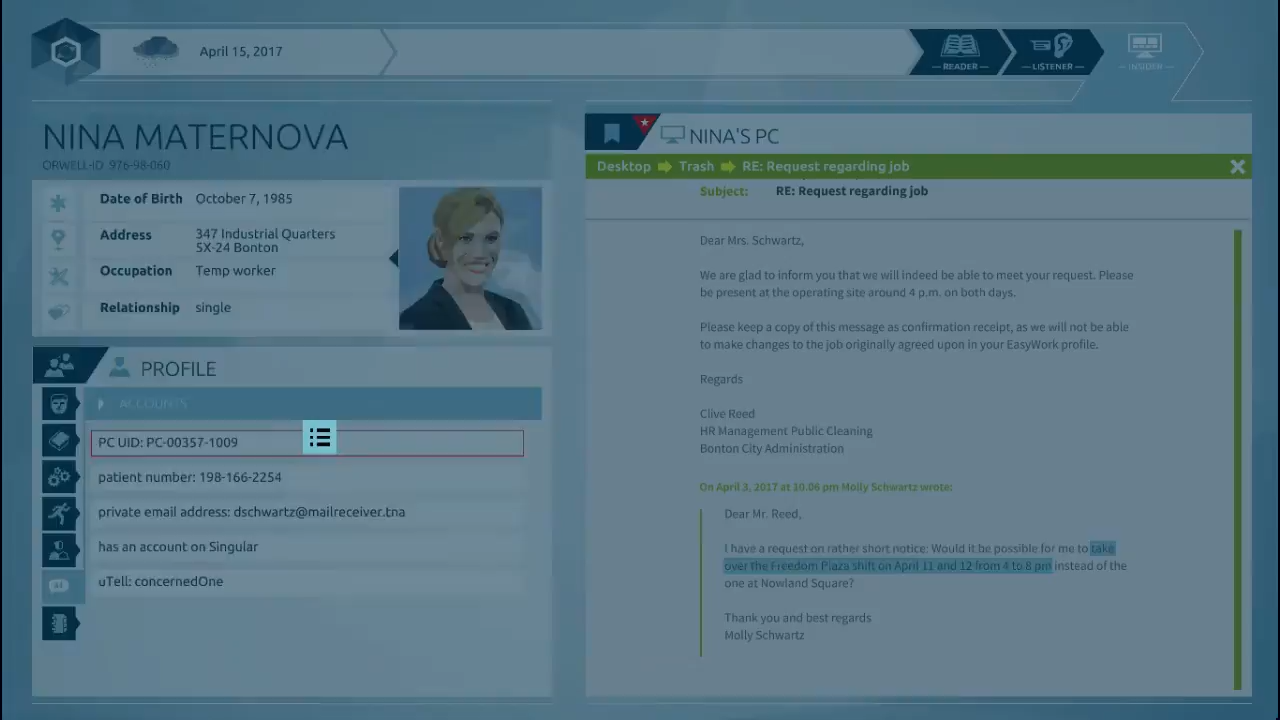 April 15, 2017
READER
LISTENER
INSIDER
NINA MATERNOVA
ORWELL-ID 976-98-060
Date of Birth October 7, 1985
Address 347 Industrial Quarters
5X-24 Bonton
Occupation Temp worker
Relationship single
PROFILE
ACCOUNTS
PC UID: PC-00357-1009
patient number: 198-166-2254
private email address: dschwartz@mailreceiver.tna
has an account on Singular
uTell: concernedOne
NINA'S PC
Desktop Trash RE: Request regarding job
Subject: RE: Request regarding job
Dear Mrs. Schwartz,
We are glad to inform you that we will indeed be able to meet your request. Please
be present at the operating site around 4 p.m. on both days.
Please keep a copy of this message as confirmation receipt, as we will not be able
to make changes to the job originally agreed upon in your EasyWork profile.
Regards
Clive Reed
HR Management Public Cleaning
Bonton City Administration
On April 3, 2017 at 10.06 pm Molly Schwartz wrote:
Dear Mr. Reed,
I have a request on rather short notice: Would it be possible for me to take
over the Freedom Plaza shift on April 11 and 12 from 4 to 8 pm instead of the
one at Nowland Square?
Thank you and best regards
Molly Schwartz